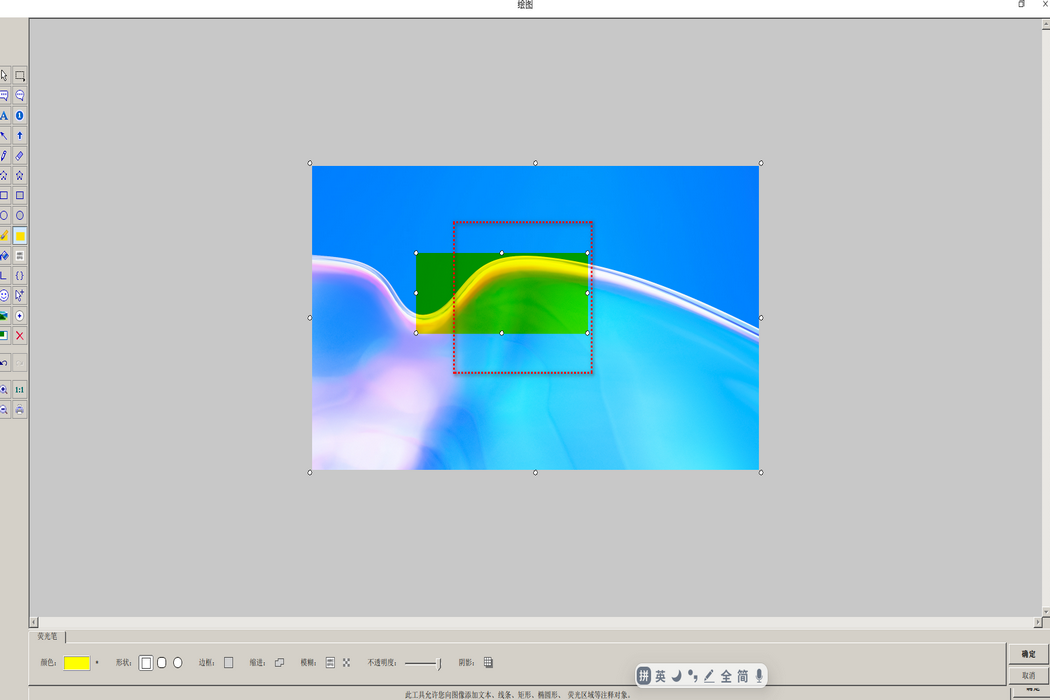 绘图
A
1
1:1
荧光笔
颜色:
形状:
边框:
缩进:
模糊:
不透明度:
阴影:
确定
取消
拼 英 全 简
此工具允许您向图像添加文本、线条、矩形、椭圆形、 荧光区域等注释对象。